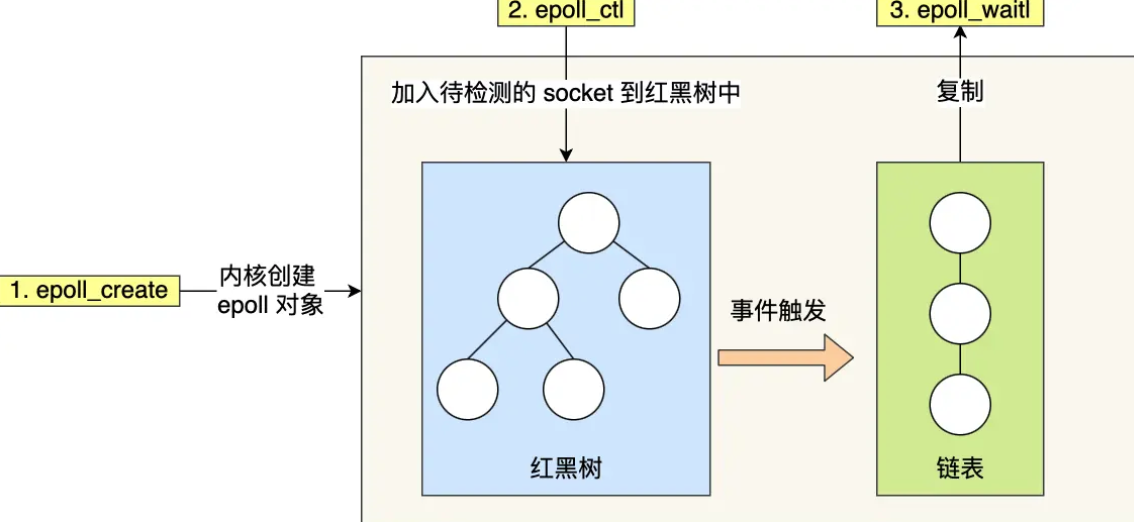 2. epoll_ctl
3. epoll_waitl
加入待检测的 socket 到红黑树中
复制
1. epoll_create
内核创建
epoll 对象
事件触发
红黑树
链表